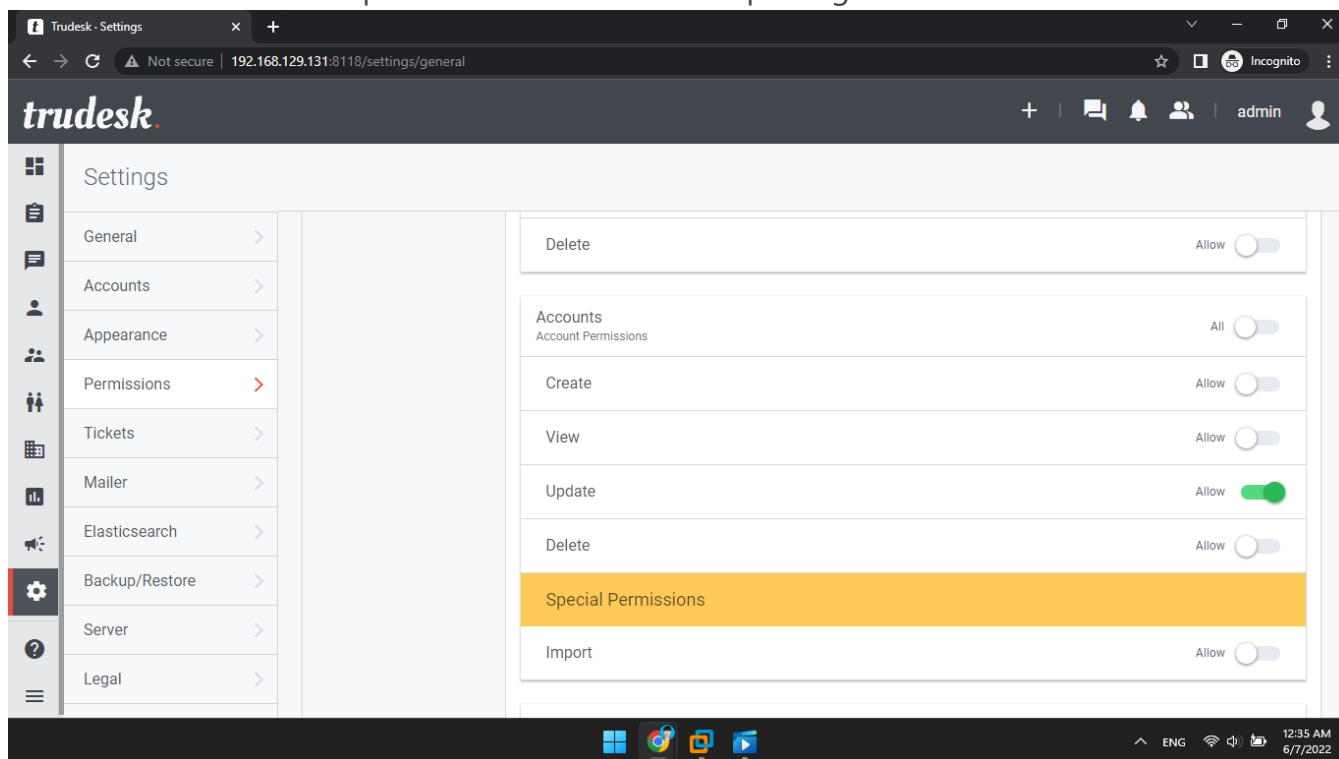 Trudesk · Settings
Not secure | 192.168.129.131:8118/settings/general
Incognito
trudesk.
admin
Settings
General
Accounts
Appearance
Permissions
Tickets
Mailer
Elasticsearch
Backup/Restore
Server
Legal
Delete Allow
Accounts All
Account Permissions
Create Allow
View Allow
Update Allow
Delete Allow
Special Permissions
Import Allow
ENG
12:35 AM
6/7/2022